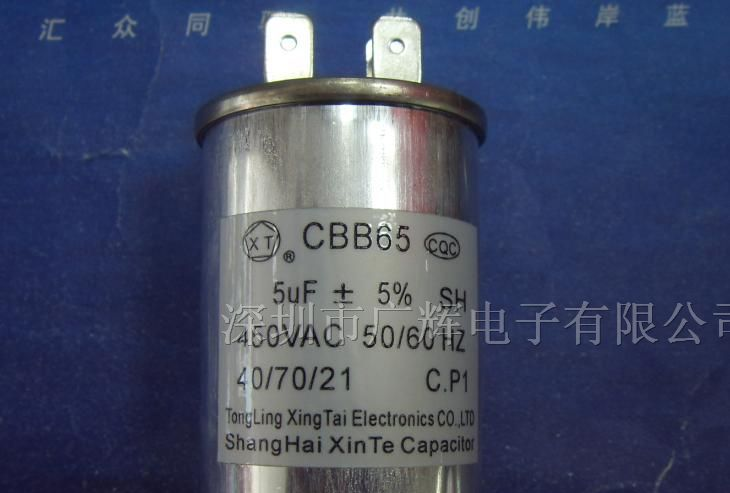 汇 众 同 共 创 伟 岸 蓝
XT ® CBB65 CQC
5uF ± 5% SH
深圳市广辉电子有限公司
450VAC 50/60HZ
40/70/21 C.P1
TongLing XingTai Electronics CO.,LTD
ShangHai XinTe Capacitor